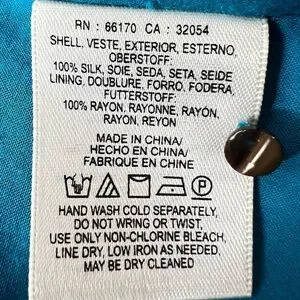 RN : 66170 CA : 32054
SHELL, VESTE, EXTERIOR, ESTERNO,
OBERSTOFF:
100% SILK, SOIE, SEDA, SETA, SEIDE
LINING, DOUBLURE, FORRO, FODERA,
FUTTERSTOFF:
100% RAYON, RAYONNE, RAYÓN,
RAYON, REYON
MADE IN CHINA/
HECHO EN CHINA/
FABRIQUE EN CHINE
P
HAND WASH COLD SEPARATELY,
DO NOT WRING OR TWIST,
USE ONLY NON-CHLORINE BLEACH,
LINE DRY, LOW IRON AS NEEDED.
MAY BE DRY CLEANED